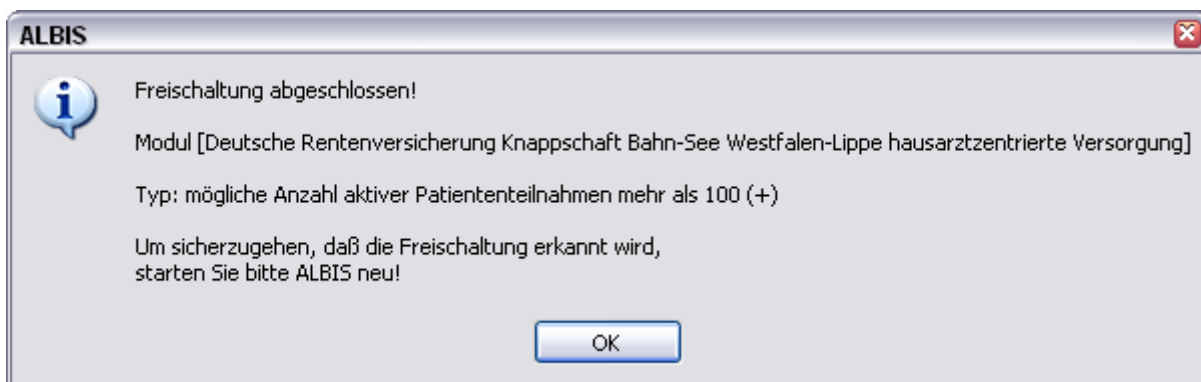 ALBIS
Freischaltung abgeschlossen!
Modul [Deutsche Rentenversicherung Knappschaft Bahn-See Westfalen-Lippe hausarztzentrierte Versorgung]
Typ: mögliche Anzahl aktiver Patiententeilnahmen mehr als 100 (+)
Um sicherzugehen, daß die Freischaltung erkannt wird,
starten Sie bitte ALBIS neu!
OK